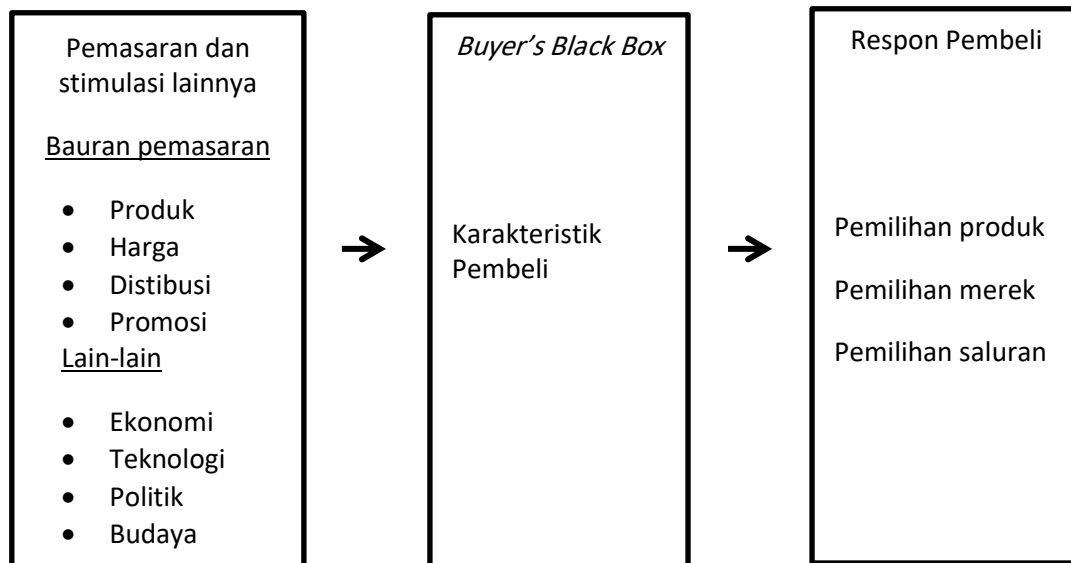 Pemasaran dan
stimulasi lainnya
Bauran pemasaran
• Produk
• Harga
• Distibusi
• Promosi
Lain-lain
• Ekonomi
• Teknologi
• Politik
• Budaya
Buyer’s Black Box
Karakteristik
Pembeli
Respon Pembeli
Pemilihan produk
Pemilihan merek
Pemilihan saluran